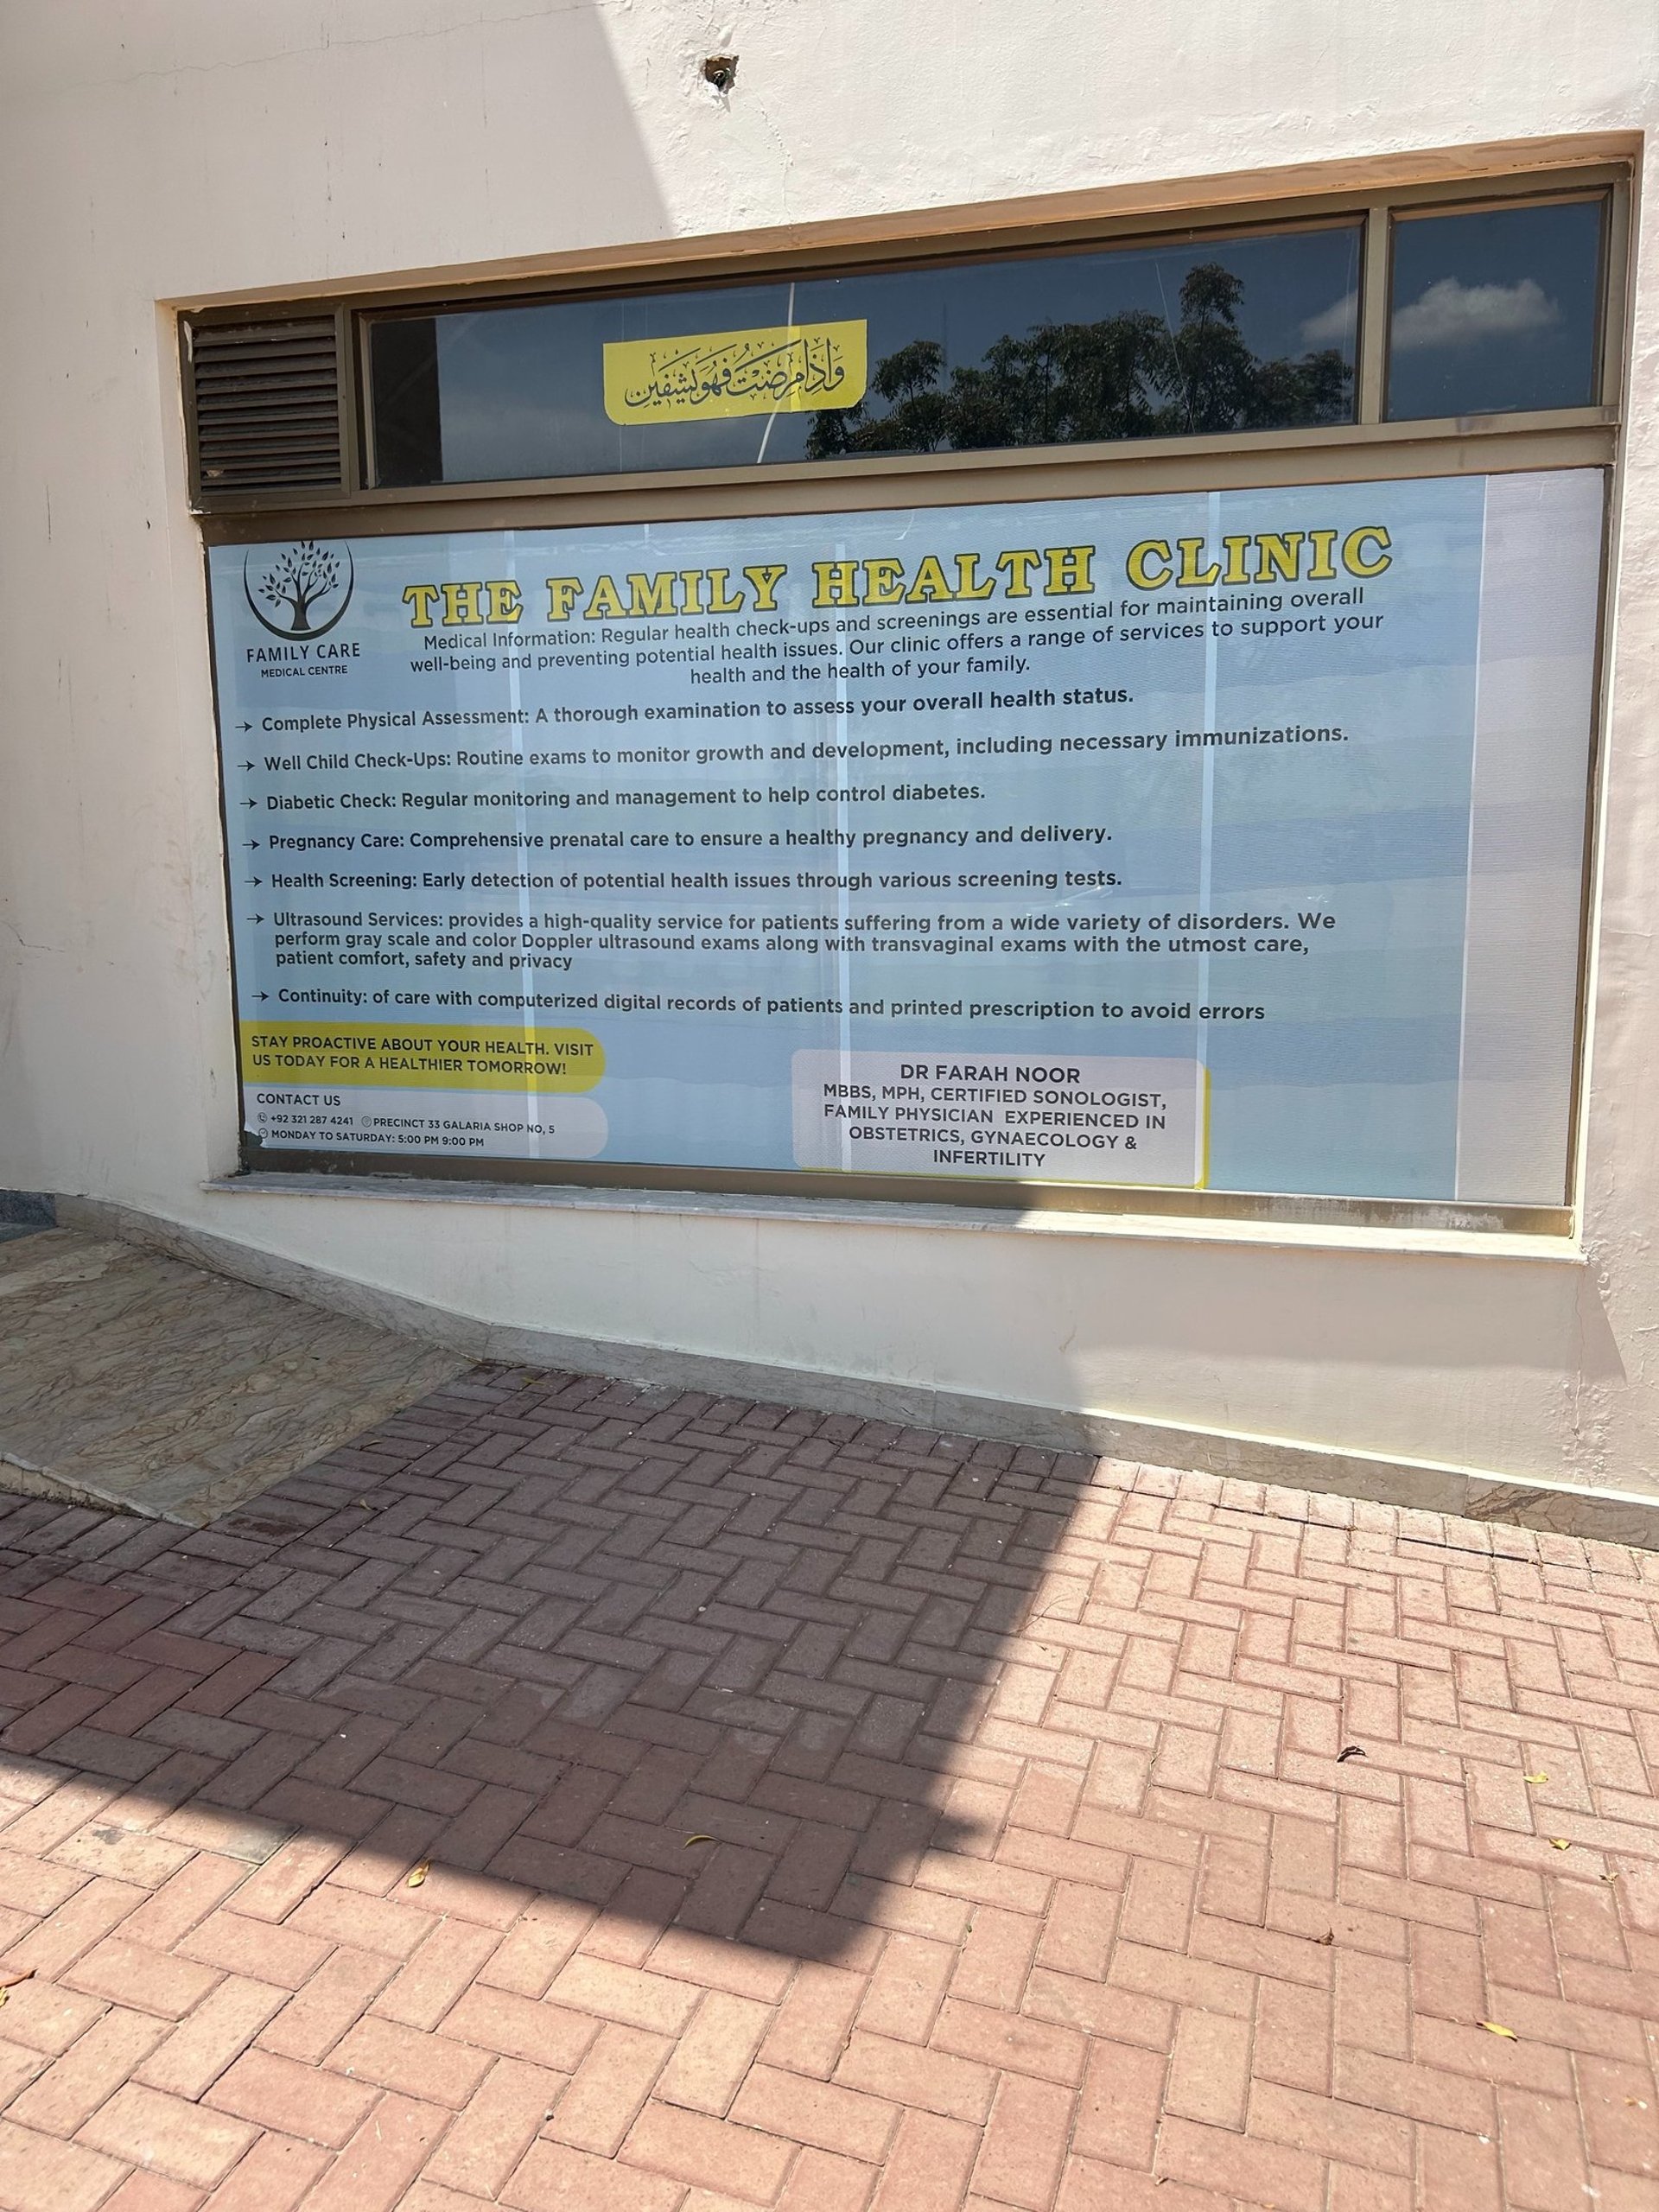 وَإِذَا مَرِضْتُ فَهُوَ يَشْفِينِ
THE FAMILY HEALTH CLINIC
FAMILY CARE
MEDICAL CENTRE
Medical Information: Regular health check-ups and screenings are essential for maintaining overall
well-being and preventing potential health issues. Our clinic offers a range of services to support your
health and the health of your family.
→ Complete Physical Assessment: A thorough examination to assess your overall health status.
→ Well Child Check-Ups: Routine exams to monitor growth and development, including necessary immunizations.
→ Diabetic Check: Regular monitoring and management to help control diabetes.
→ Pregnancy Care: Comprehensive prenatal care to ensure a healthy pregnancy and delivery.
→ Health Screening: Early detection of potential health issues through various screening tests.
→ Ultrasound Services: provides a high-quality service for patients suffering from a wide variety of disorders. We
perform gray scale and color Doppler ultrasound exams along with transvaginal exams with the utmost care,
patient comfort, safety and privacy
→ Continuity: of care with computerized digital records of patients and printed prescription to avoid errors
STAY PROACTIVE ABOUT YOUR HEALTH. VISIT
US TODAY FOR A HEALTHIER TOMORROW!
CONTACT US
+92 321 287 4241 PRECINCT 33 GALARIA SHOP NO, 5
MONDAY TO SATURDAY: 5:00 PM 9:00 PM
DR FARAH NOOR
MBBS, MPH, CERTIFIED SONOLOGIST,
FAMILY PHYSICIAN EXPERIENCED IN
OBSTETRICS, GYNAECOLOGY &
INFERTILITY